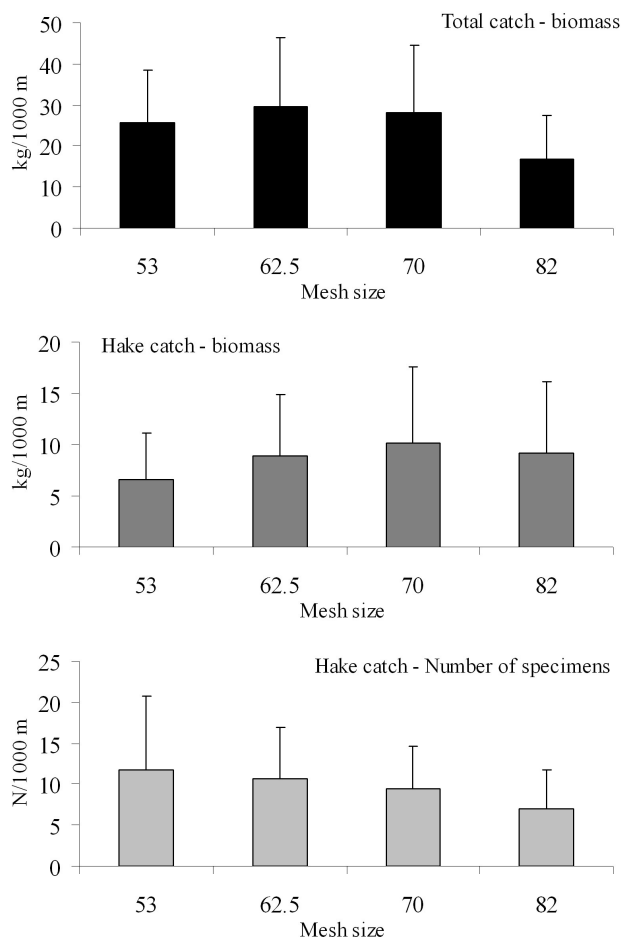 Total catch - biomass
50
40
30
20
10
0
kg/1000 m
53 62.5 70 82
Mesh size
Hake catch - biomass
20
15
10
5
0
kg/1000 m
53 62.5 70 82
Mesh size
Hake catch - Number of specimens
25
20
15
10
5
0
N/1000 m
53 62.5 70 82
Mesh size